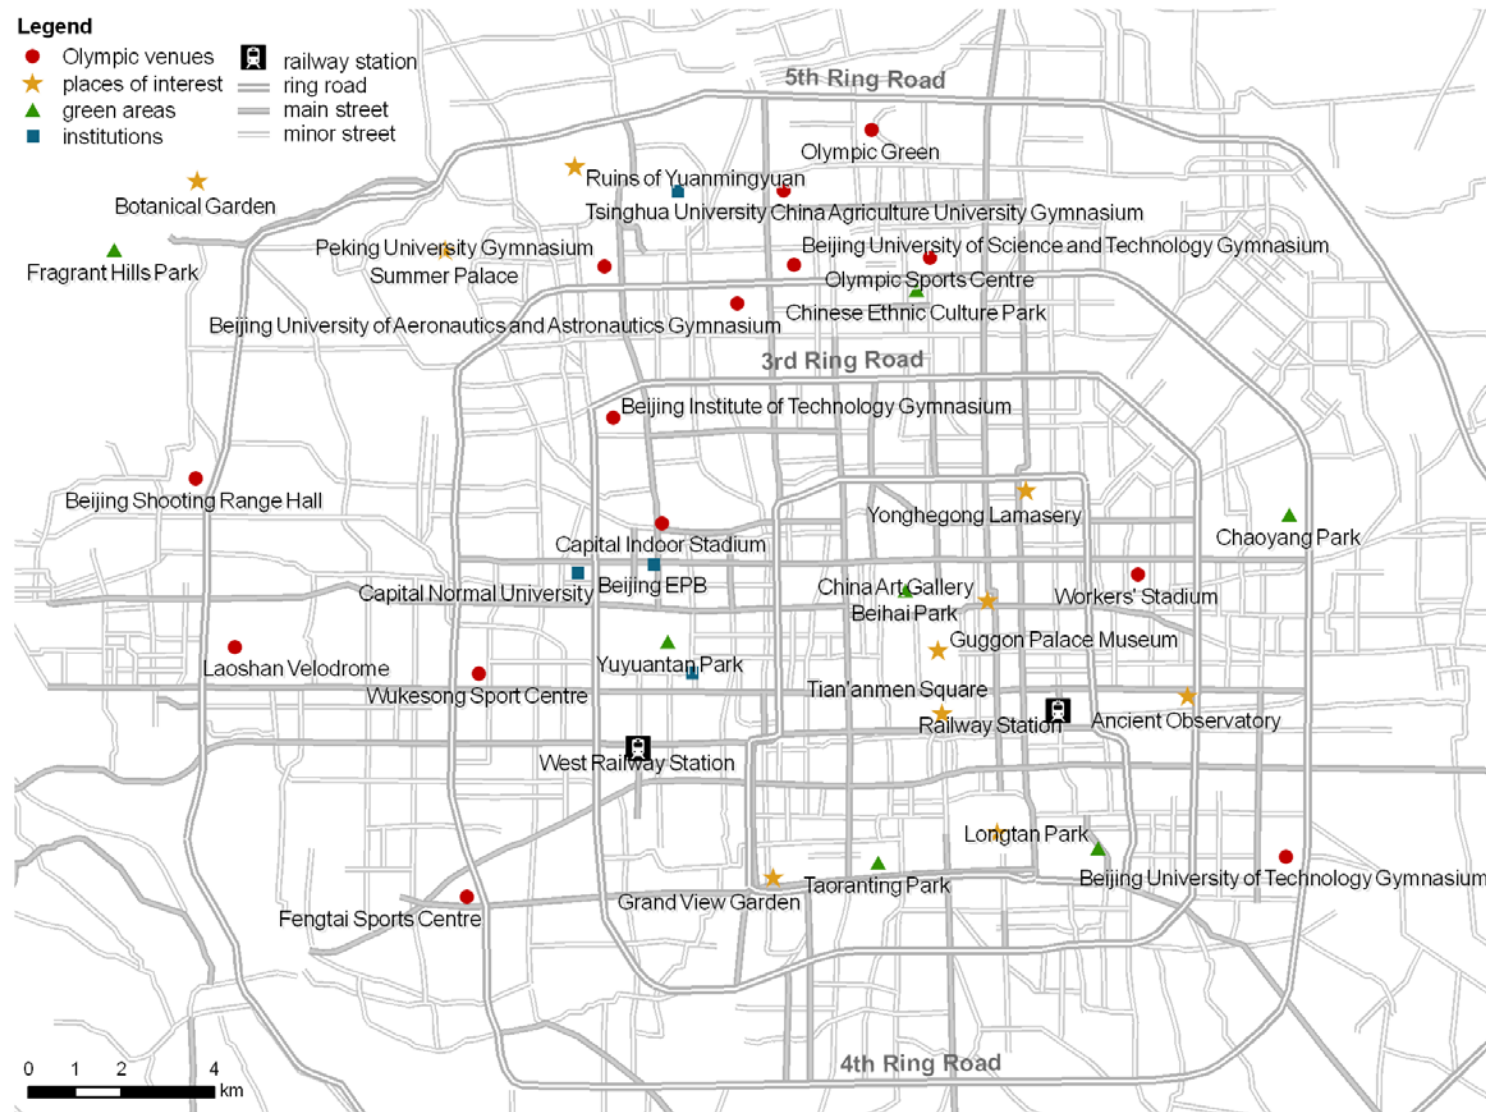 Legend
Olympic venues
places of interest
green areas
institutions
railway station
ring road
main street
minor street
5th Ring Road
Olympic Green
Ruins of Yuanmingyuan
Botanical Garden
Tsinghua University
China Agriculture University Gymnasium
Peking University Gymnasium
Beijing University of Science and Technology Gymnasium
Fragrant Hills Park
Summer Palace
Olympic Sports Centre
Chinese Ethnic Culture Park
Beijing University of Aeronautics and Astronautics Gymnasium
3rd Ring Road
Beijing Institute of Technology Gymnasium
Beijing Shooting Range Hall
Yonghegong Lamasery
Chaoyang Park
Capital Indoor Stadium
Capital Normal University
Beijing EPB
China Art Gallery
Workers' Stadium
Beihai Park
Guggon Palace Museum
Laoshan Velodrome
Yuyuantan Park
Wukesong Sport Centre
Tian'anmen Square
Railway Station
Ancient Observatory
West Railway Station
Longtan Park
Beijing University of Technology Gymnasium
Taoranting Park
Grand View Garden
Fengtai Sports Centre
4th Ring Road
0 1 2 4
km